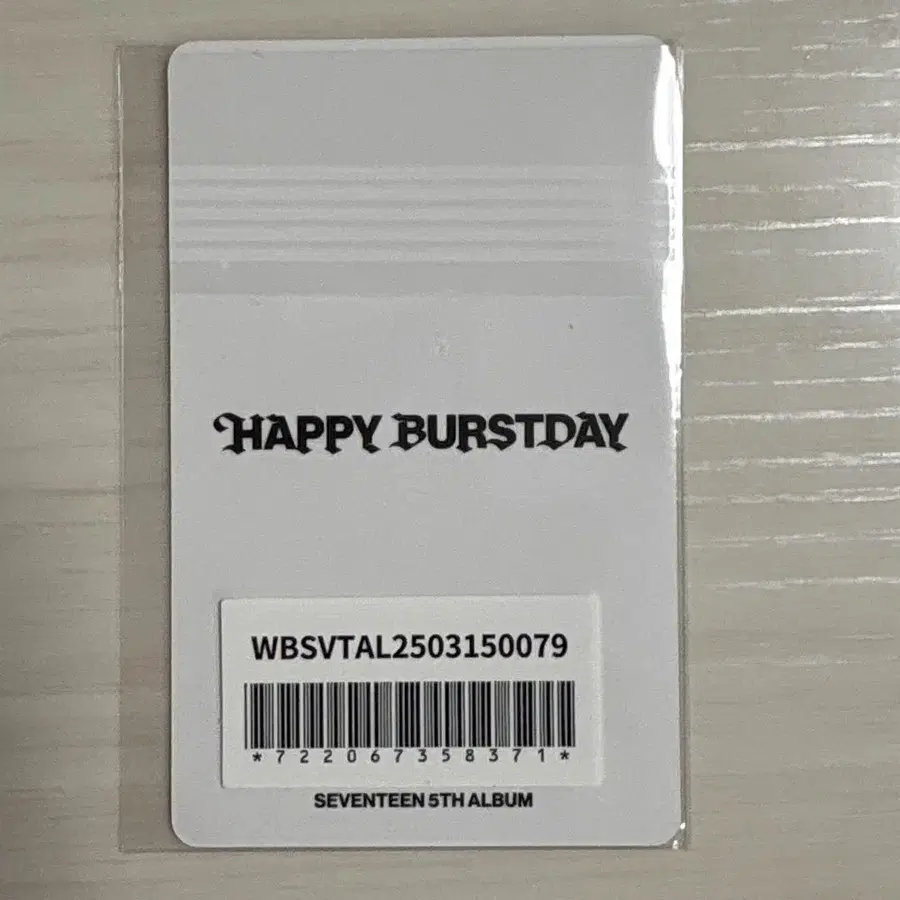 HAPPY BURSTDAY
WBSVTAL2503150079
*722067358371*
SEVENTEEN 5TH ALBUM